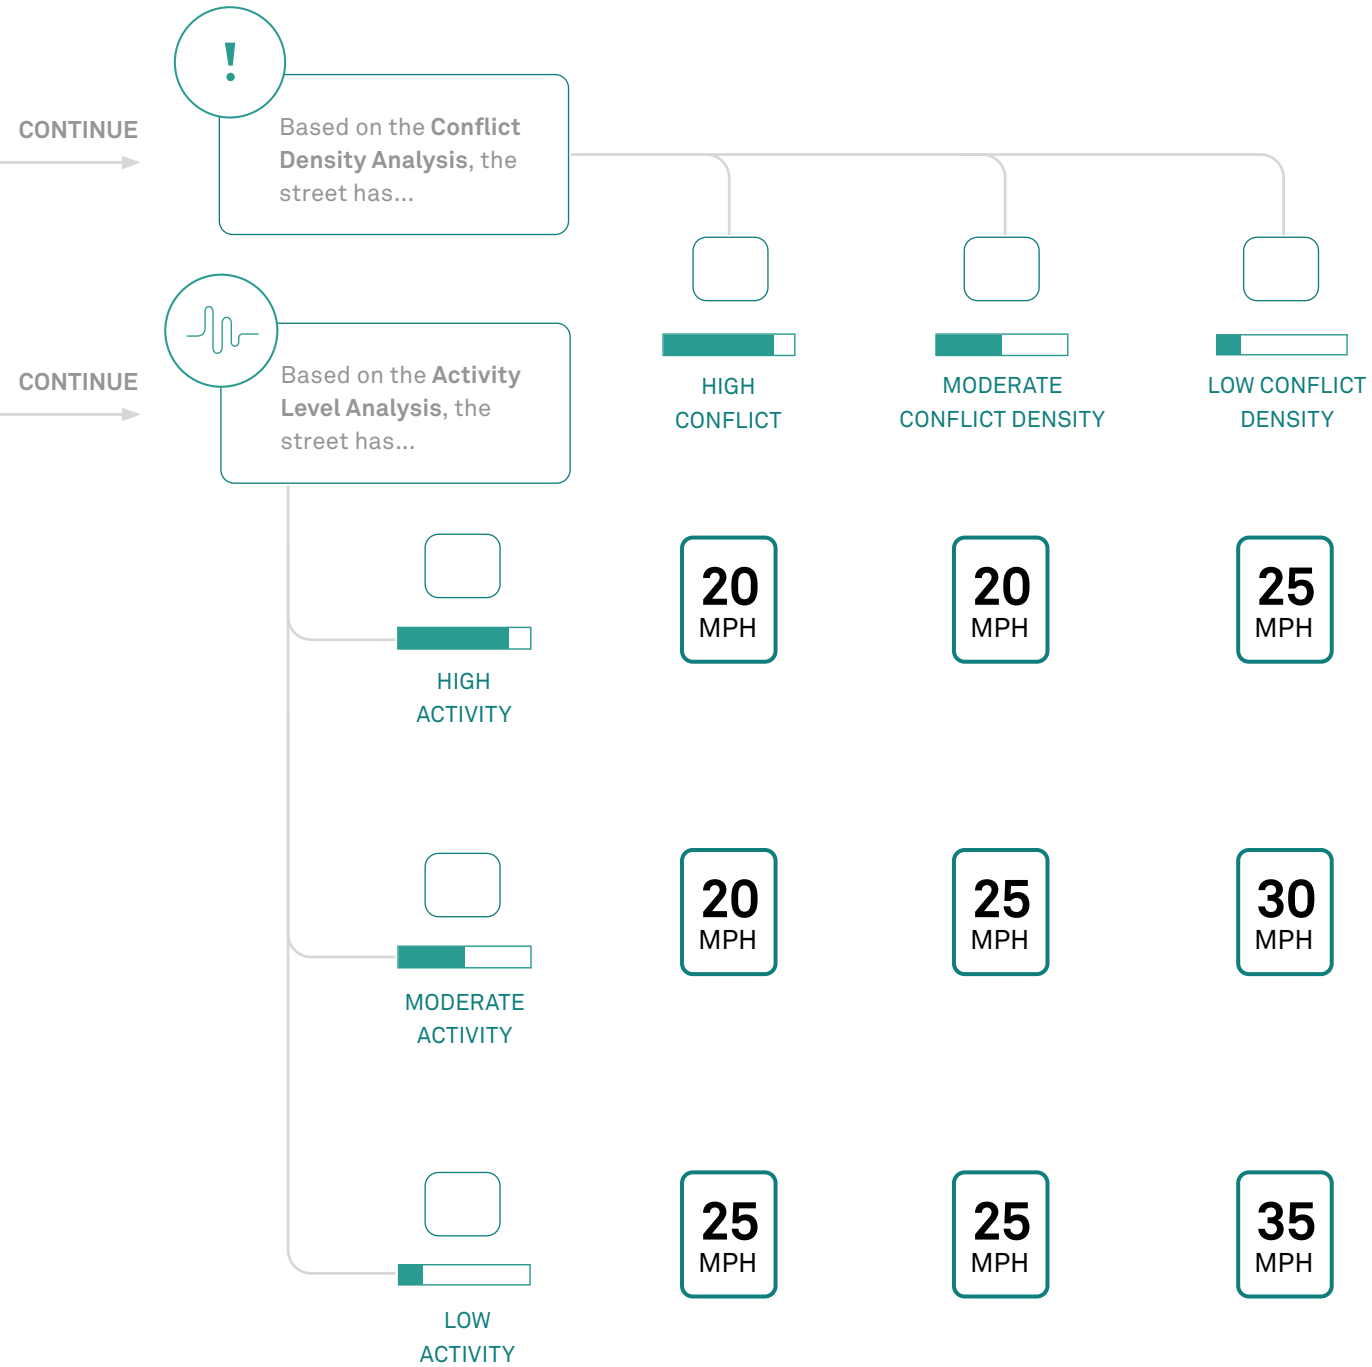 !
CONTINUE
Based on the Conflict
Density Analysis, the
street has...
CONTINUE
Based on the Activity
Level Analysis, the
street has...
HIGH
CONFLICT
MODERATE
CONFLICT DENSITY
LOW CONFLICT
DENSITY
HIGH
ACTIVITY
20
MPH
20
MPH
25
MPH
MODERATE
ACTIVITY
20
MPH
25
MPH
30
MPH
LOW
ACTIVITY
25
MPH
25
MPH
35
MPH